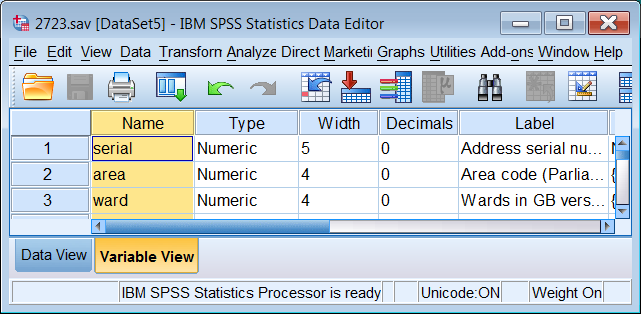 2723.sav [DataSet5] - IBM SPSS Statistics Data Editor
File Edit View Data Transform Analyze Direct Marketing Graphs Utilities Add-ons Window Help
Name Type Width Decimals Label
1 serial Numeric 5 0 Address serial nu...
2 area Numeric 4 0 Area code (Parlia...
3 ward Numeric 4 0 Wards in GB vers...
Data View Variable View
IBM SPSS Statistics Processor is ready Unicode:ON Weight On